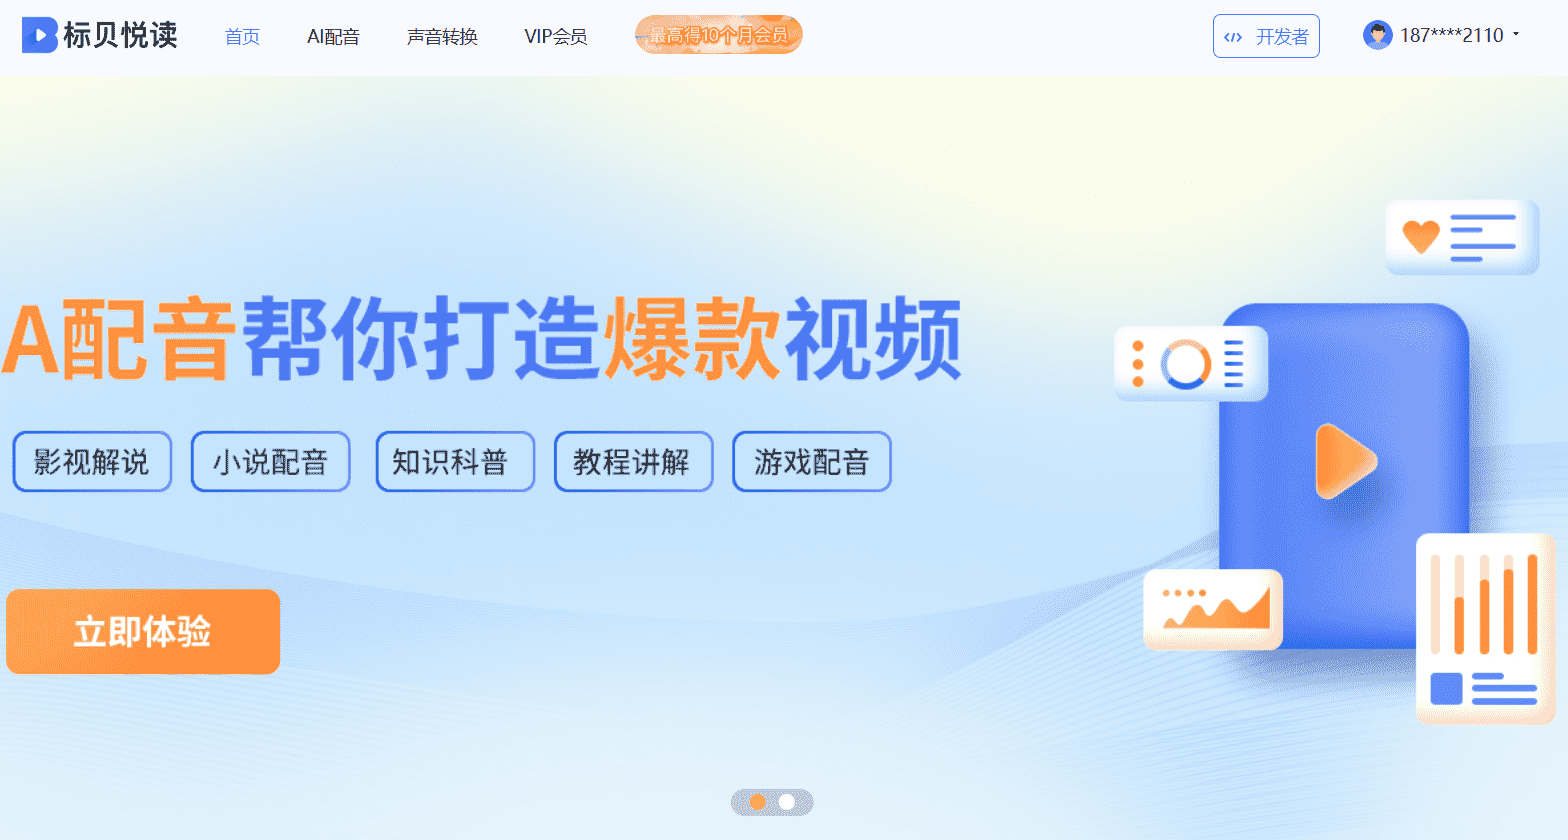 标贝悦读 首页 AI配音 声音转换 VIP会员 最高得10个月会员 </> 开发者 187****2110
A配音帮你打造爆款视频
影视解说 小说配音 知识科普 教程讲解 游戏配音
立即体验